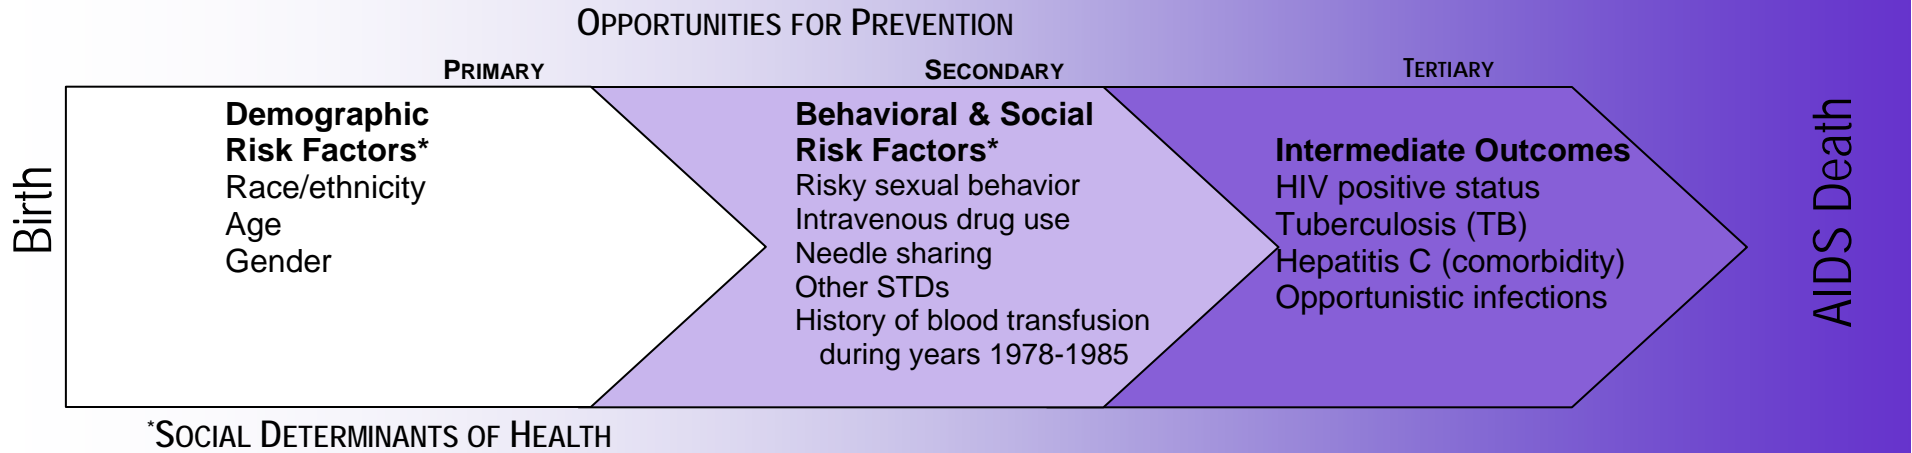 OPPORTUNITIES FOR PREVENTION
PRIMARY
SECONDARY
TERTIARY
Birth
Demographic
Risk Factors*
Race/ethnicity
Age
Gender
Behavioral & Social
Risk Factors*
Risky sexual behavior
Intravenous drug use
Needle sharing
Other STDs
History of blood transfusion
during years 1978-1985
Intermediate Outcomes
HIV positive status
Tuberculosis (TB)
Hepatitis C (comorbidity)
Opportunistic infections
AIDS Death
*SOCIAL DETERMINANTS OF HEALTH